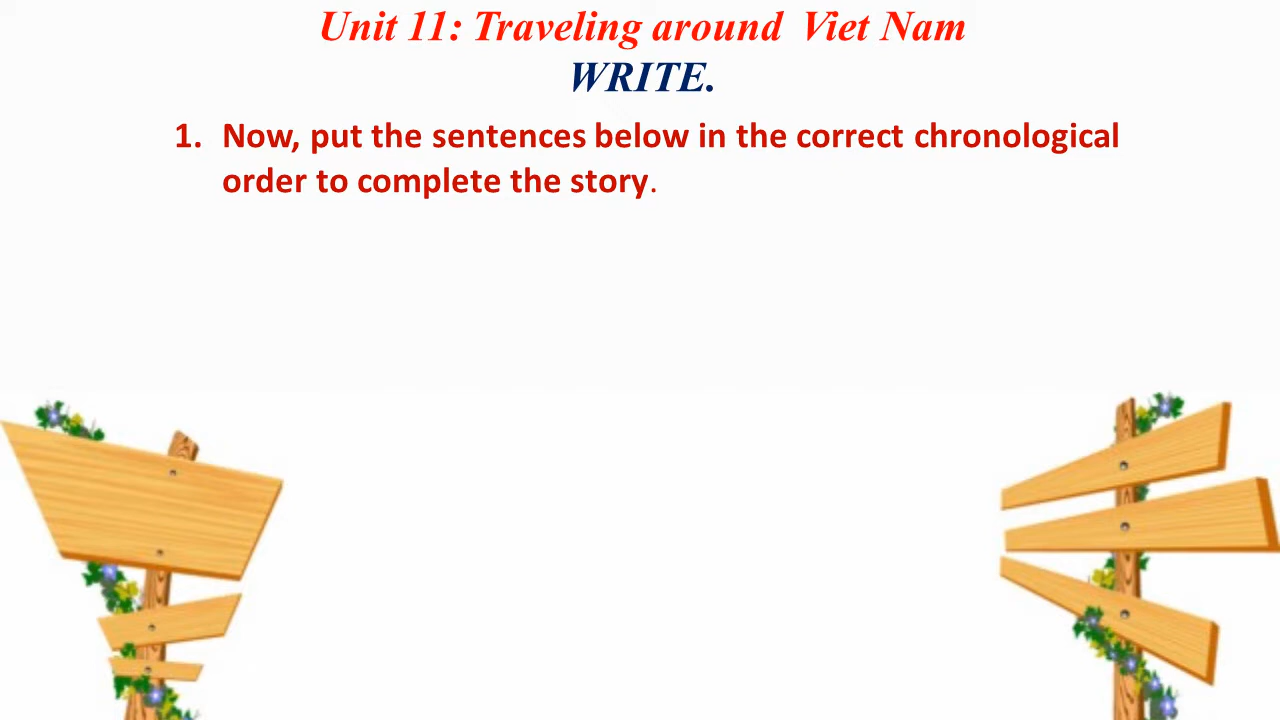 Unit 11: Traveling around Viet Nam
WRITE.
1. Now, put the sentences below in the correct chronological
order to complete the story.